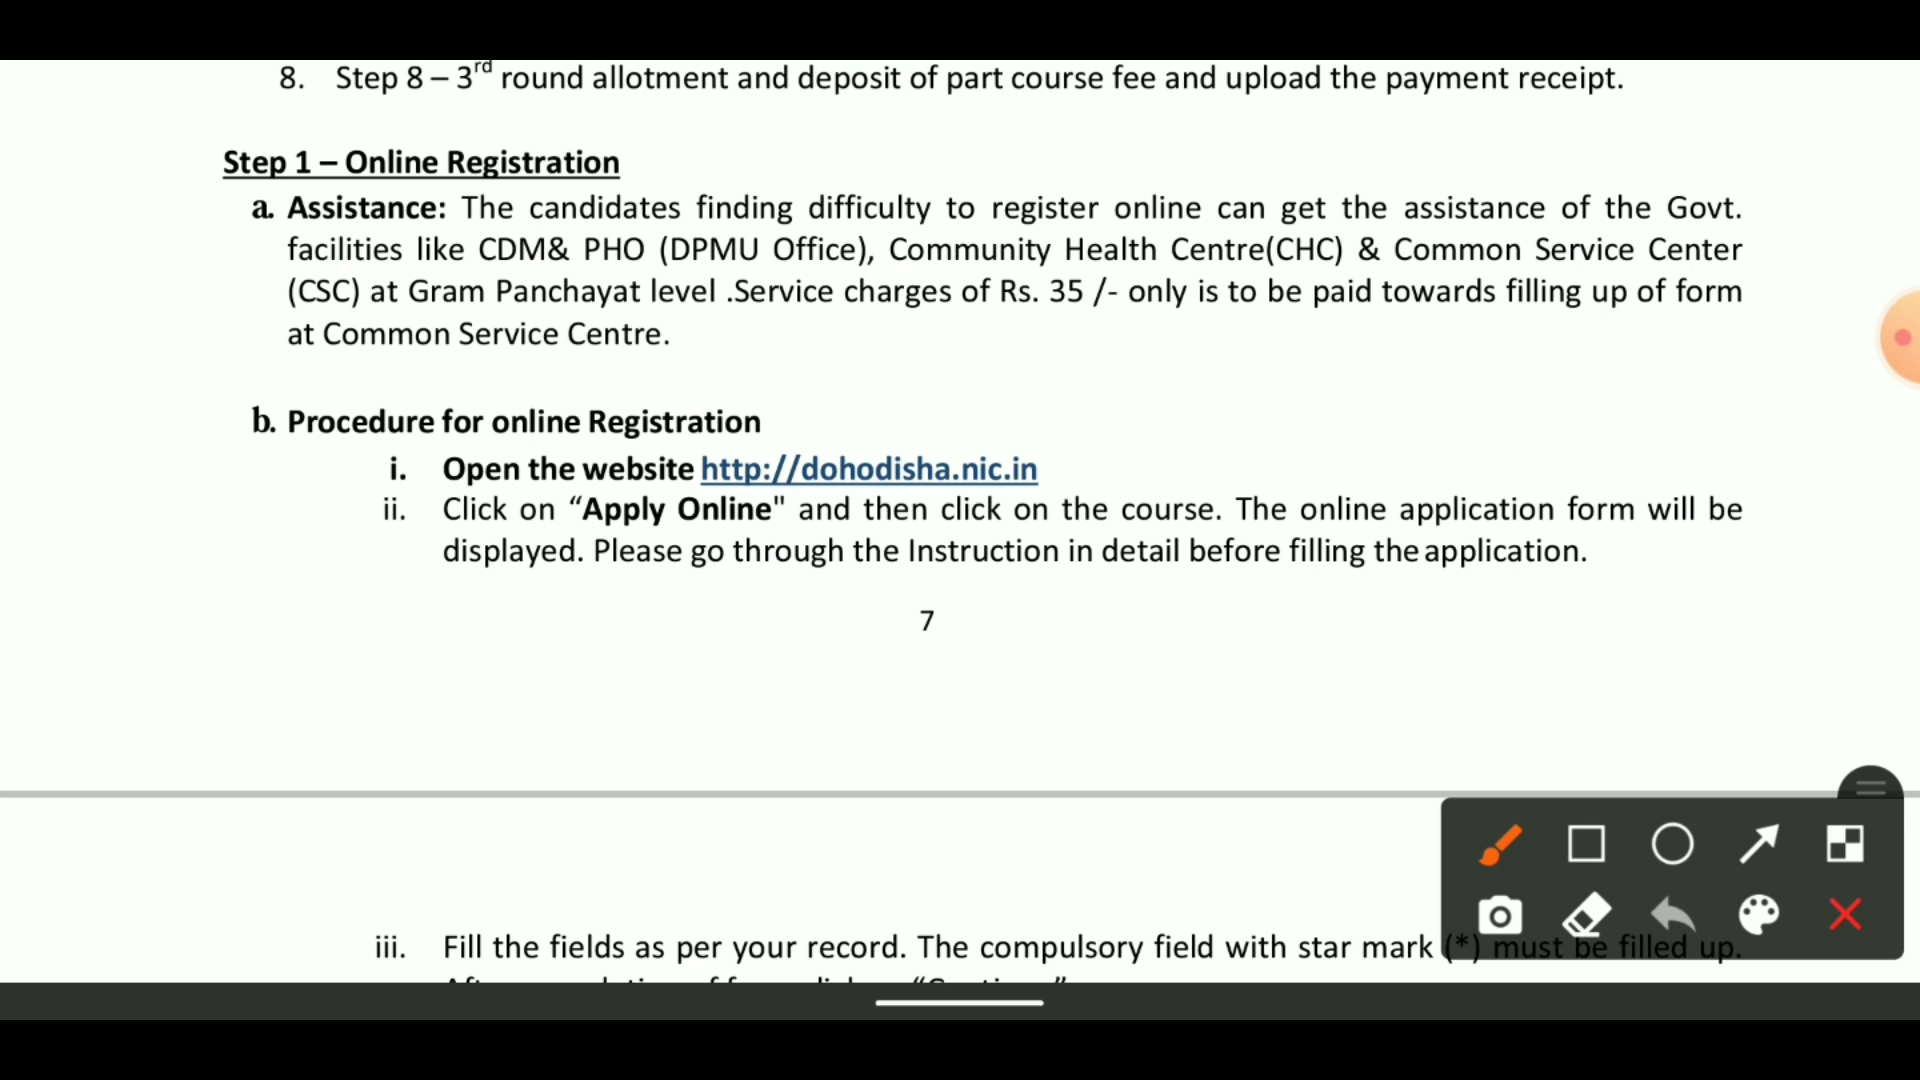 8. Step 8 – 3rd round allotment and deposit of part course fee and upload the payment receipt.
Step 1 – Online Registration
a. Assistance: The candidates finding difficulty to register online can get the assistance of the Govt.
facilities like CDM& PHO (DPMU Office), Community Health Centre(CHC) & Common Service Center
(CSC) at Gram Panchayat level .Service charges of Rs. 35 /- only is to be paid towards filling up of form
at Common Service Centre.
b. Procedure for online Registration
i. Open the website http://dohodisha.nic.in
ii. Click on “Apply Online" and then click on the course. The online application form will be
displayed. Please go through the Instruction in detail before filling the application.
7
iii. Fill the fields as per your record. The compulsory field with star mark (*) must be filled up.